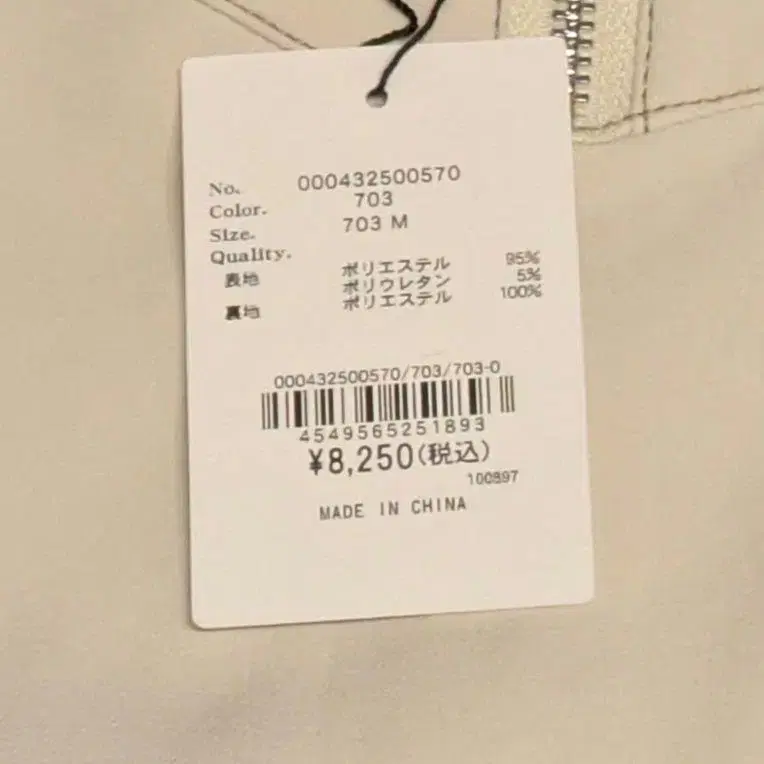 No. 000432500570
Color. 703
Size. 703 M
Quality.
表地 ポリエステル 95%
ポリウレタン 5%
裏地 ポリエステル 100%
000432500570/703/703-0
4549565251893
¥8,250(税込)
100897
MADE IN CHINA